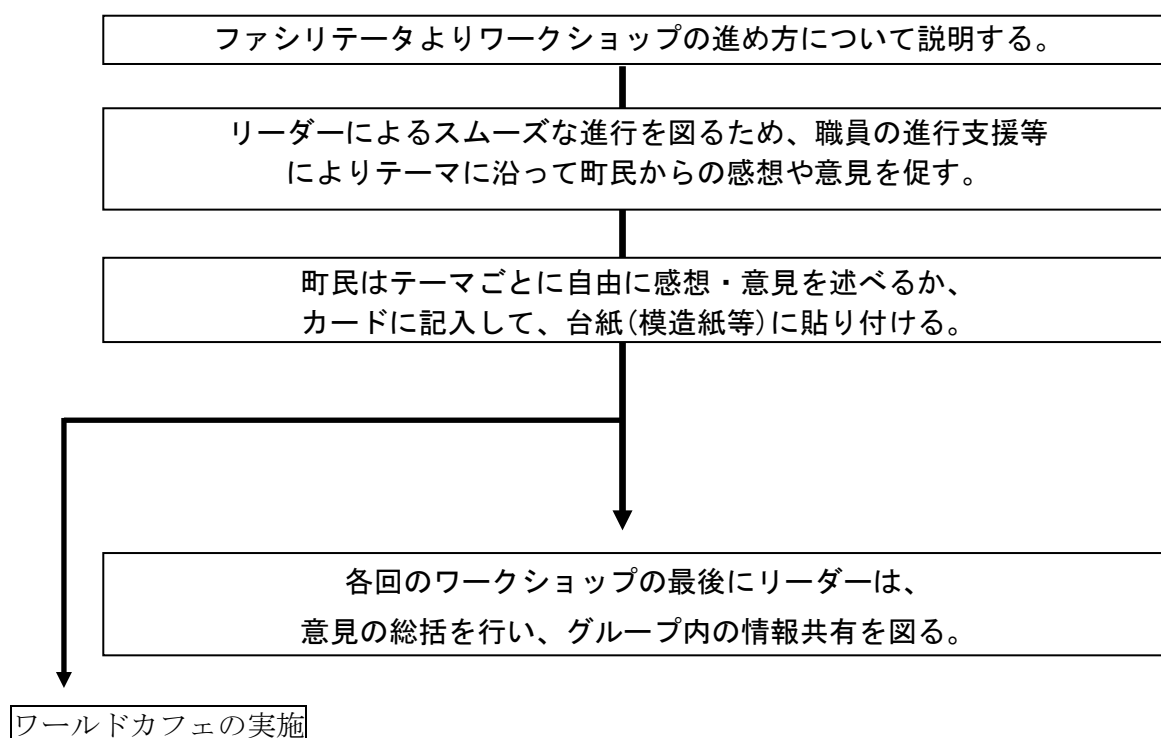 ファシリテータよりワークショップの進め方について説明する。
リーダーによるスムーズな進行を図るため、職員の進行支援等
によりテーマに沿って町民からの感想や意見を促す。
町民はテーマごとに自由に感想・意見を述べるか、
カードに記入して、台紙(模造紙等)に貼り付ける。
各回のワークショップの最後にリーダーは、
意見の総括を行い、グループ内の情報共有を図る。
ワールドカフェの実施